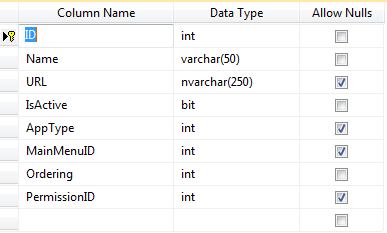 Column Name Data Type Allow Nulls
ID int
Name varchar(50)
URL nvarchar(250)
IsActive bit
AppType int
MainMenuID int
Ordering int
PermissionID int